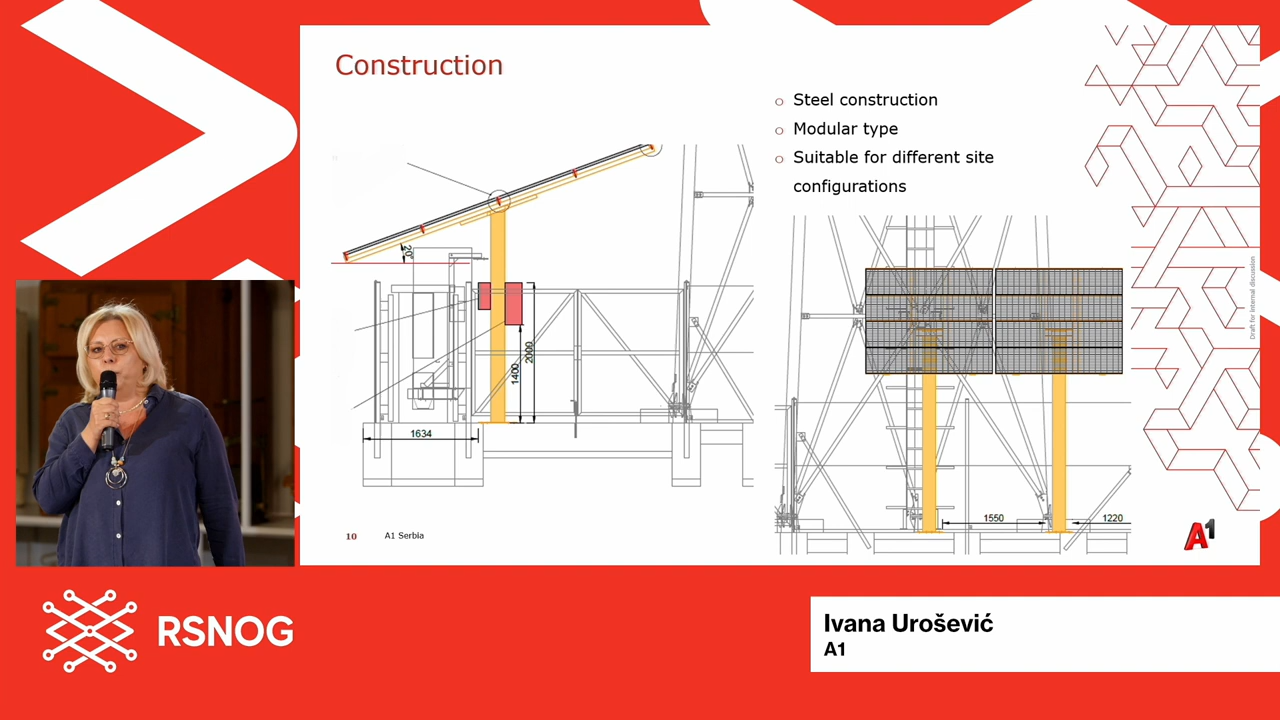 Construction
Steel construction
Modular type
Suitable for different site
configurations
20°
1400
2000
1634
1550
1220
Draft for internal discussion
10
A1 Serbia
A1
RSNOG
Ivana Urošević
A1